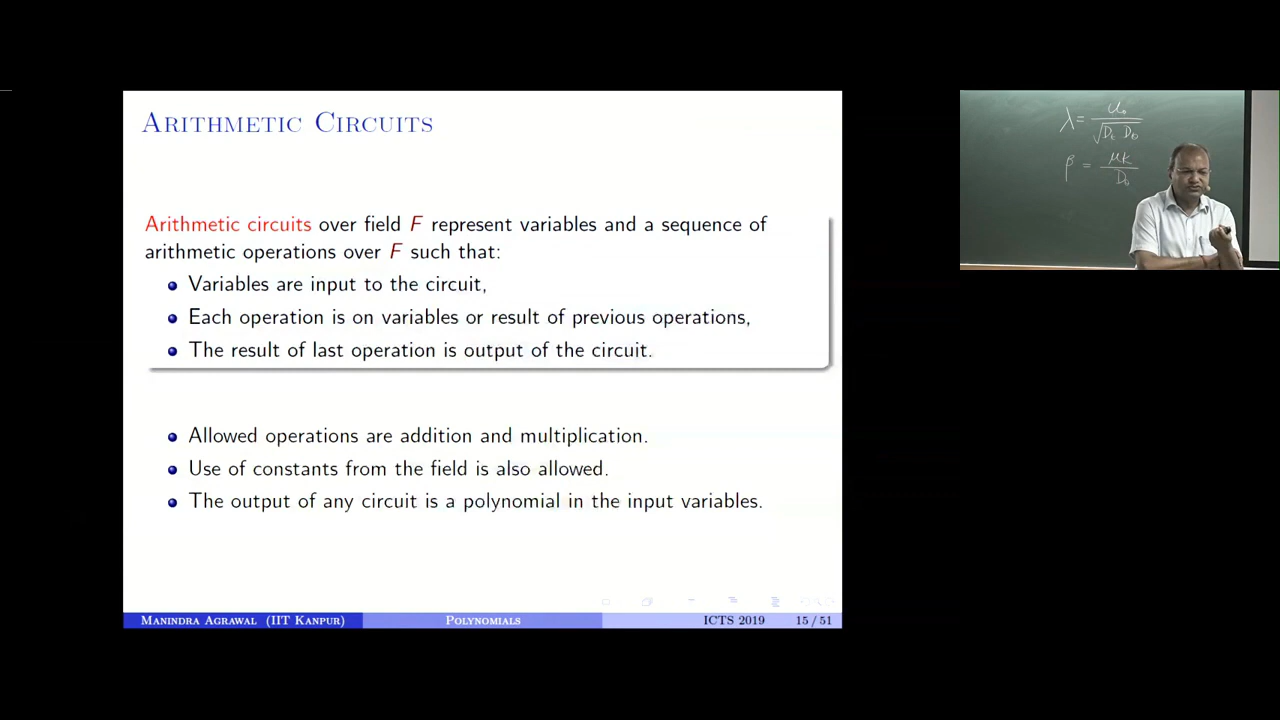 ARITHMETIC CIRCUITS
Arithmetic circuits over field F represent variables and a sequence of
arithmetic operations over F such that:
Variables are input to the circuit,
Each operation is on variables or result of previous operations,
The result of last operation is output of the circuit.
Allowed operations are addition and multiplication.
Use of constants from the field is also allowed.
The output of any circuit is a polynomial in the input variables.
MANINDRA AGRAWAL (IIT KANPUR) POLYNOMIALS ICTS 2019 15 / 51
λ =
β = μk